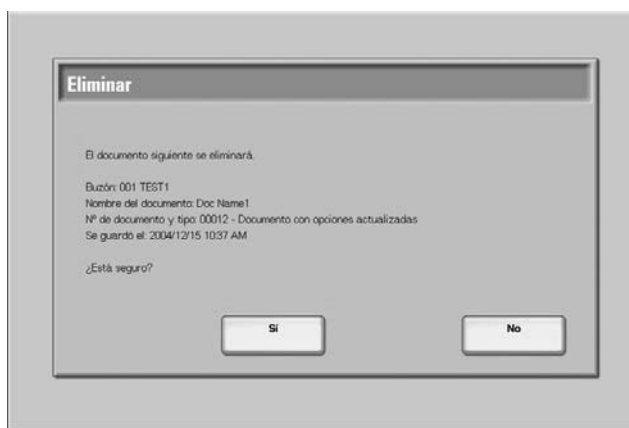 Eliminar
El documento siguiente se eliminará.
Buzón: 001 TEST1
Nombre del documento: Doc Name1
Nº de documento y tipo: 00012 - Documento con opciones actualizadas
Se guardó el: 2004/12/15 10:37 AM
¿Está seguro?
Sí
No